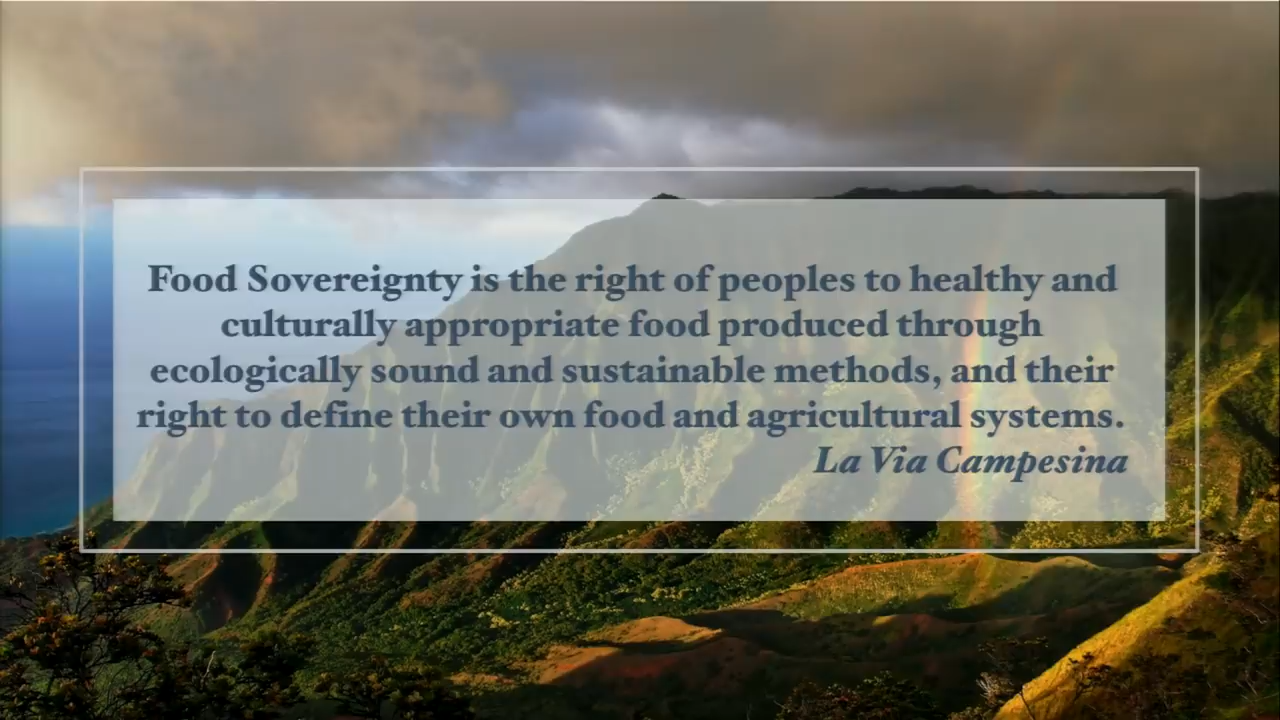 Food Sovereignty is the right of peoples to healthy and
culturally appropriate food produced through
ecologically sound and sustainable methods, and their
right to define their own food and agricultural systems.
La Via Campesina